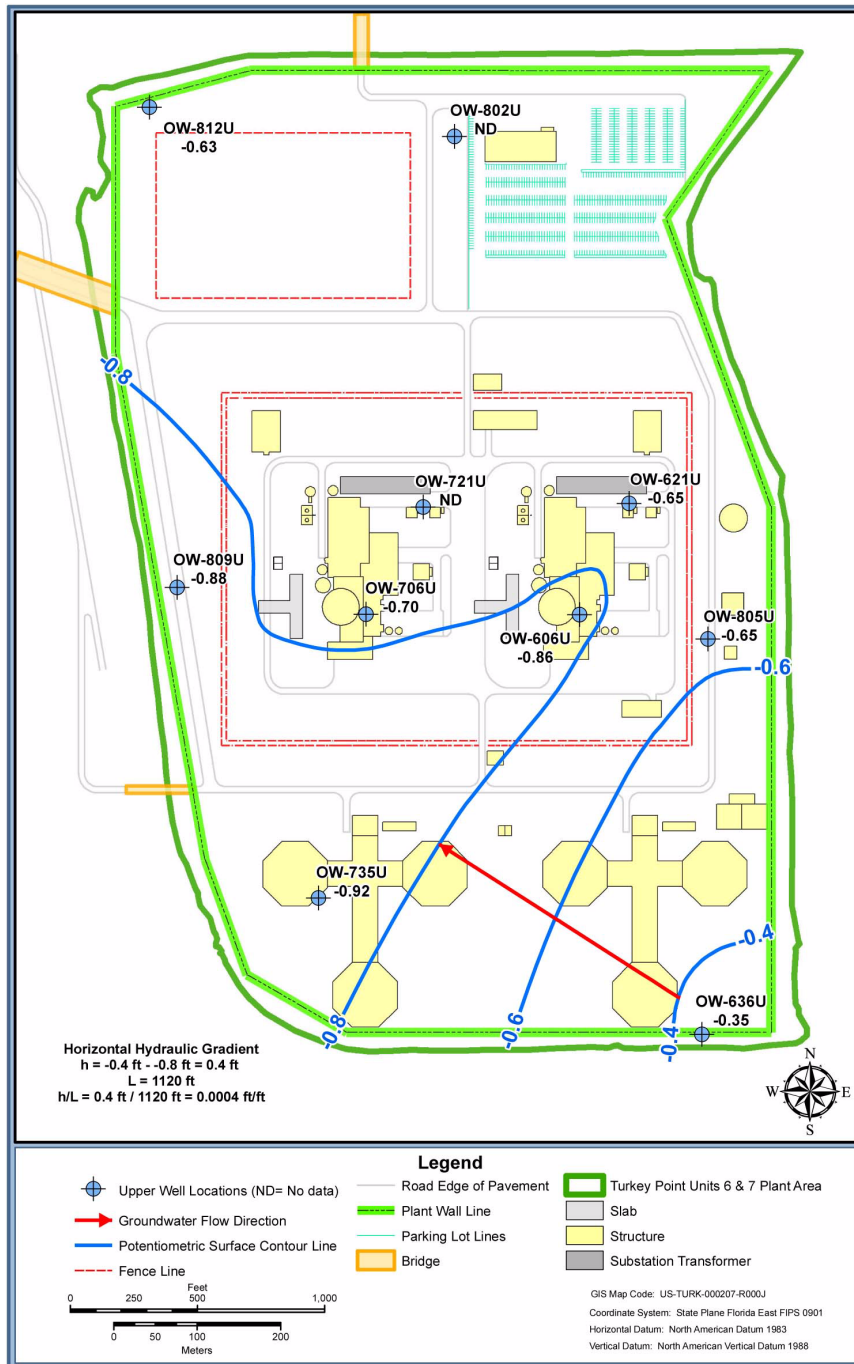 OW-812U
-0.63
OW-802U
ND
-0.8
OW-721U
ND
OW-621U
-0.65
OW-809U
-0.88
OW-706U
-0.70
OW-606U
-0.86
OW-805U
-0.65
-0.6
OW-735U
-0.92
-0.4
OW-636U
-0.35
-0.8
-0.6
-0.4
Horizontal Hydraulic Gradient
h = -0.4 ft - -0.8 ft = 0.4 ft
L = 1120 ft
h/L = 0.4 ft / 1120 ft = 0.0004 ft/ft
N
W E
S
Legend
Upper Well Locations (ND= No data)
Groundwater Flow Direction
Potentiometric Surface Contour Line
Fence Line
Road Edge of Pavement
Plant Wall Line
Parking Lot Lines
Bridge
Turkey Point Units 6 & 7 Plant Area
Slab
Structure
Substation Transformer
Feet
0 250 500 1,000
0 50 100 200
Meters
GIS Map Code: US-TURK-000207-R000J
Coordinate System: State Plane Florida East FIPS 0901
Horizontal Datum: North American Datum 1983
Vertical Datum: North American Vertical Datum 1988